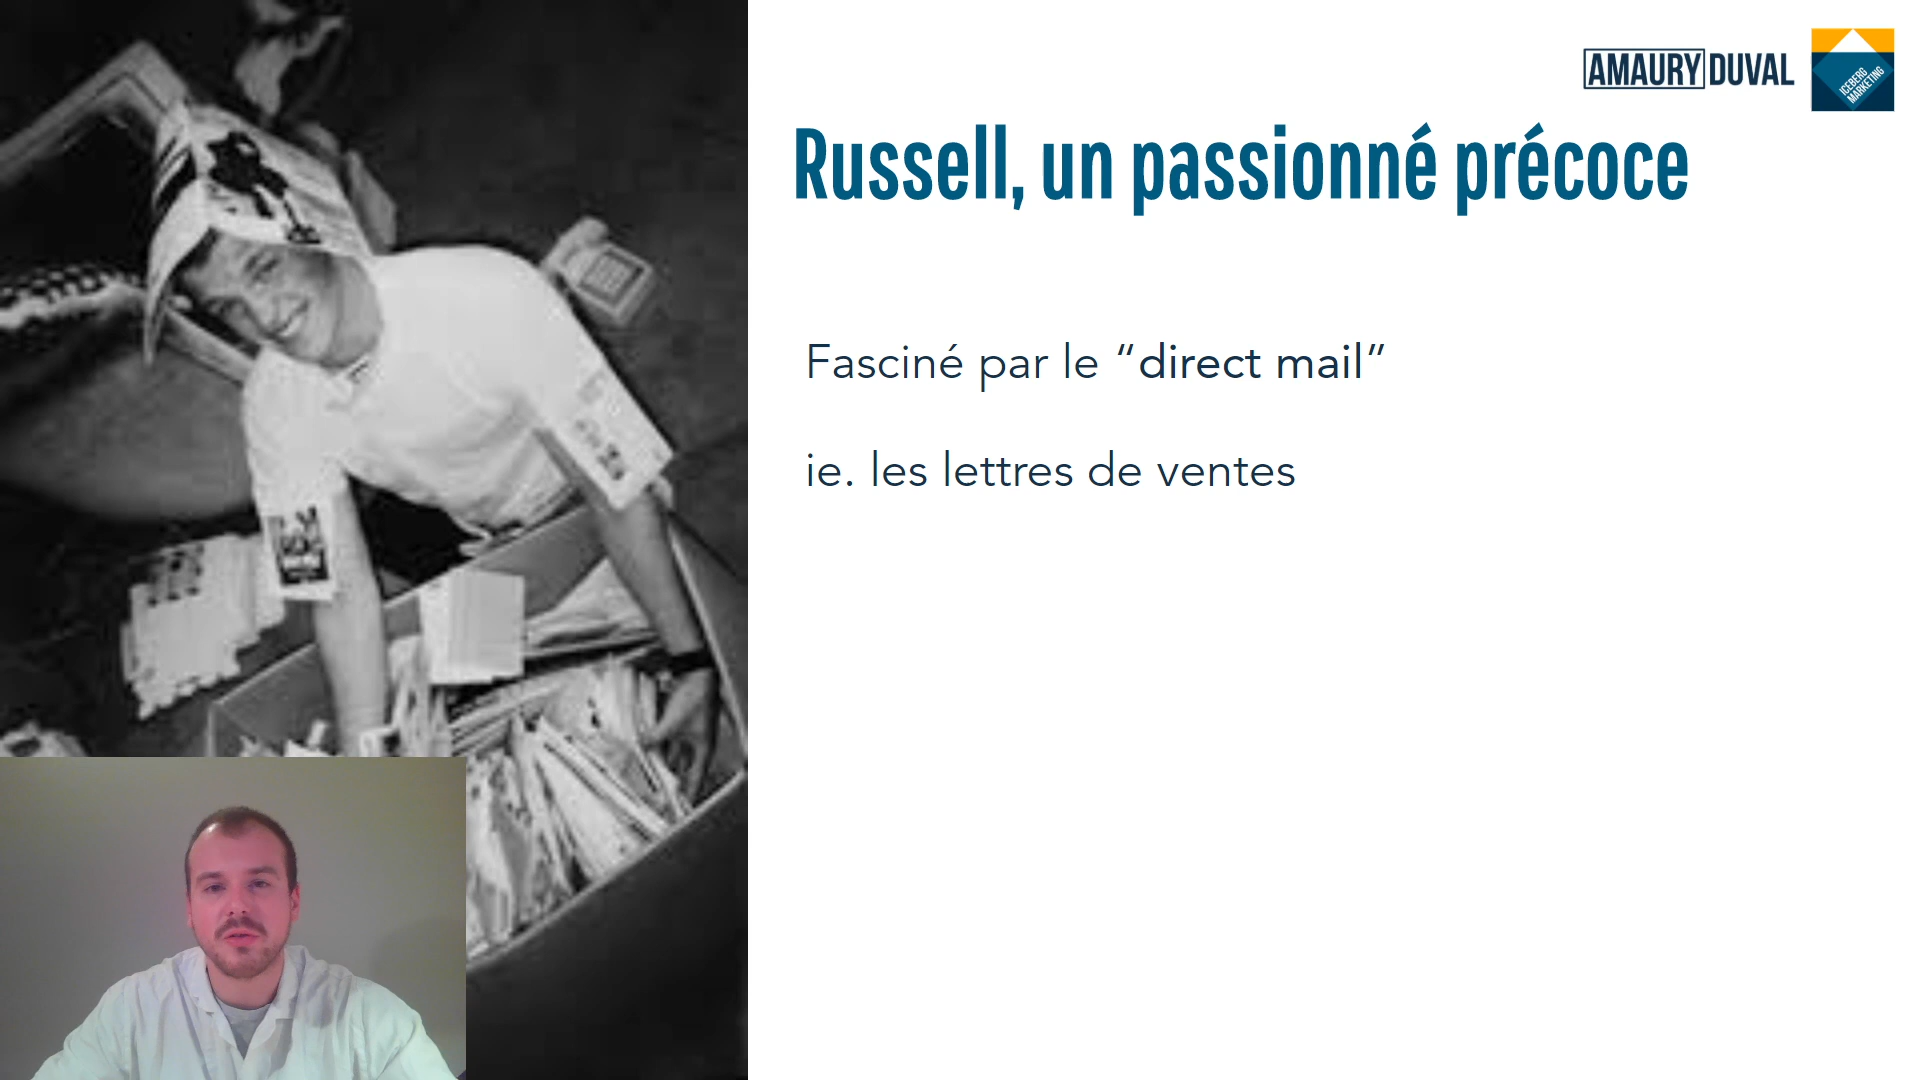 AMAURY DUVAL
ICEBERG
MARKETING
Russell, un passionné précoce
Fasciné par le “direct mail”
ie. les lettres de ventes